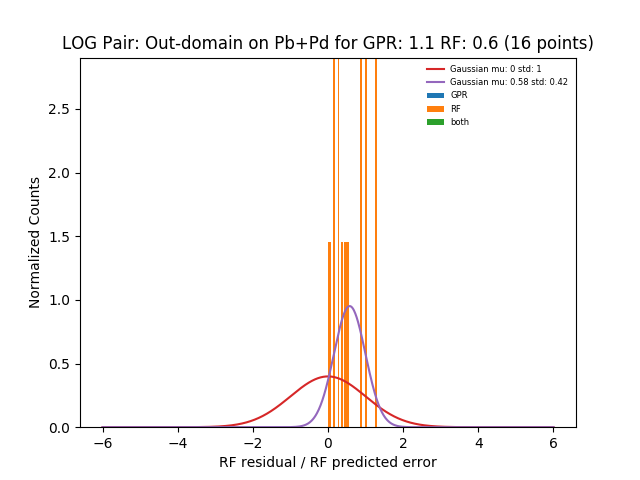 LOG Pair: Out-domain on Pb+Pd for GPR: 1.1 RF: 0.6 (16 points)
Gaussian mu: 0 std: 1
Gaussian mu: 0.58 std: 0.42
GPR
RF
both
Normalized Counts
2.5
2.0
1.5
1.0
0.5
0.0
−6 −4 −2 0 2 4 6
RF residual / RF predicted error